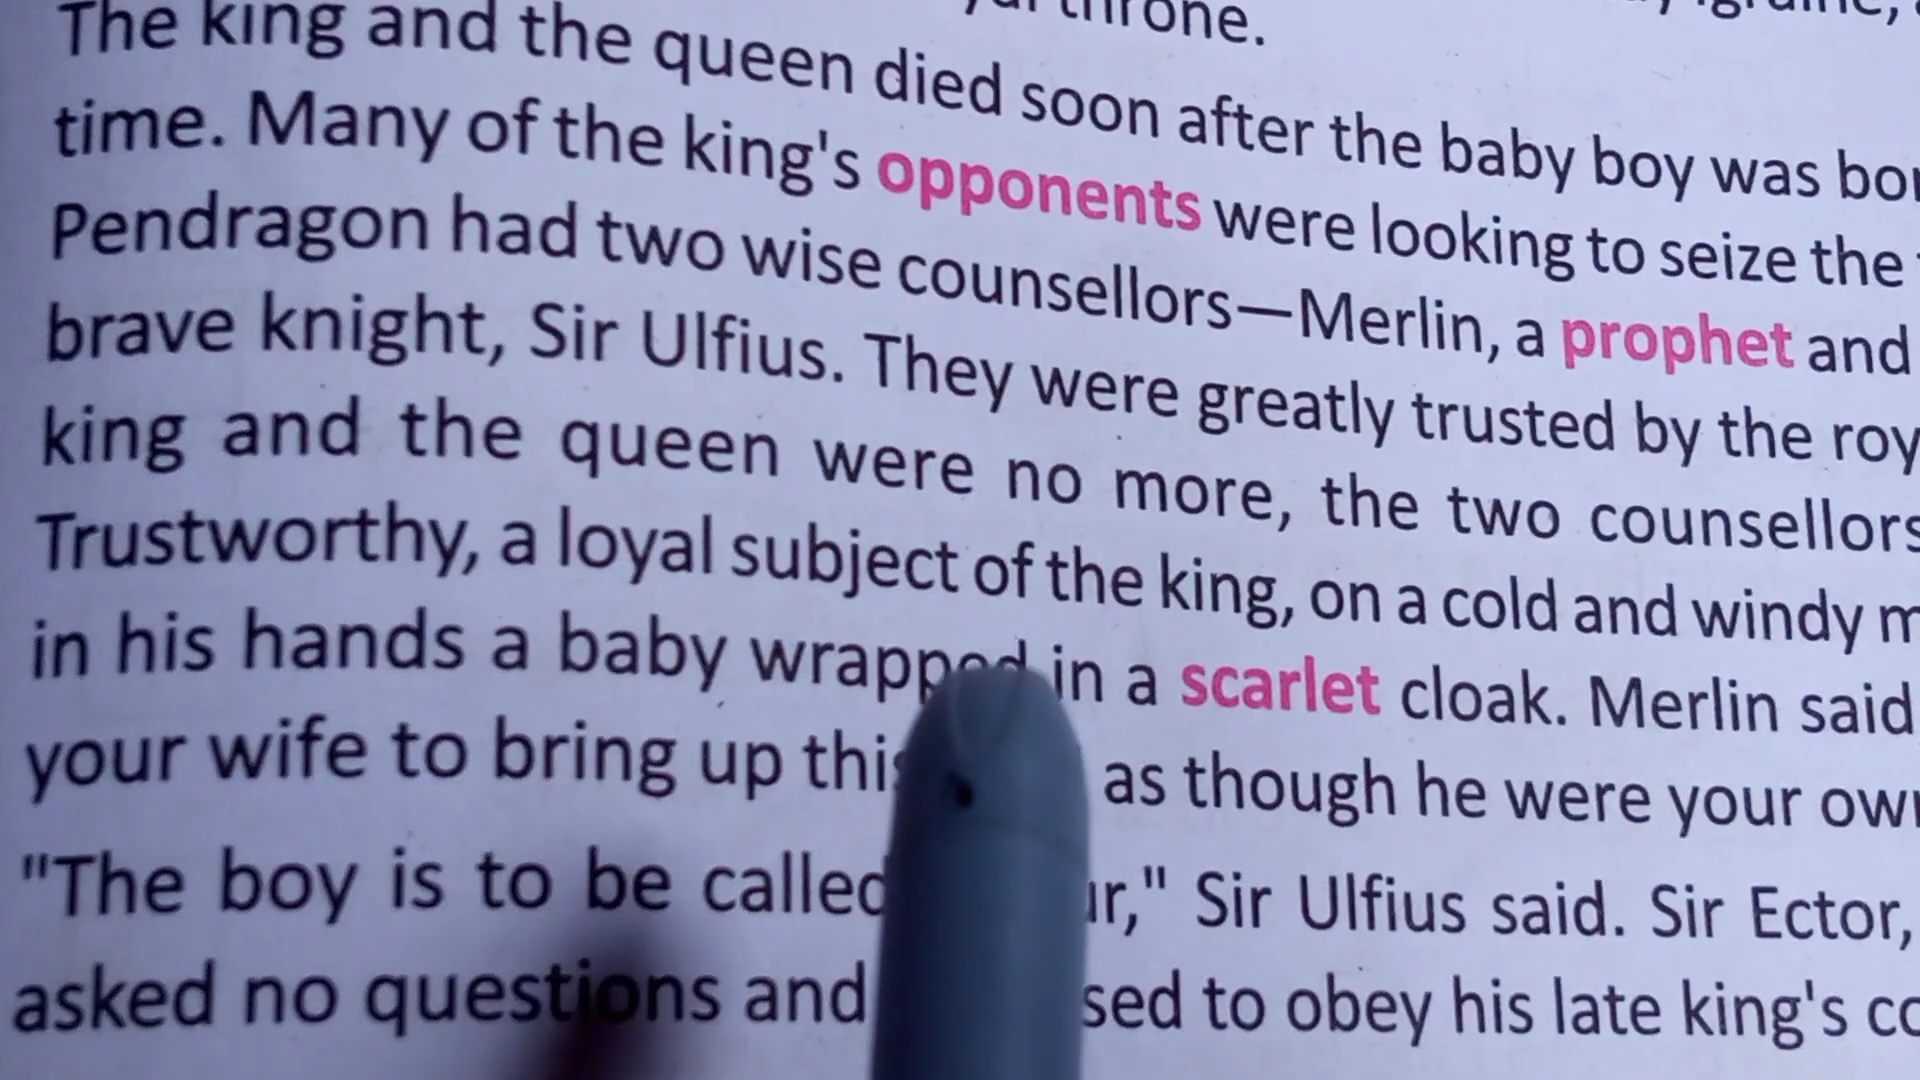 throne.
The king and the queen died soon after the baby boy was
time. Many of the king's opponents were looking to seize the
Pendragon had two wise counsellors—Merlin, a prophet and
brave knight, Sir Ulfius. They were greatly trusted by the
king and the queen were no more, the two counsellors
Trustworthy, a loyal subject of the king, on a cold and windy
in his hands a baby wrapped in a scarlet cloak. Merlin said
your wife to bring up this as though he were your own
"The boy is to be called Sir Ulfius said. Sir Ector,
asked no questions and to obey his late king's